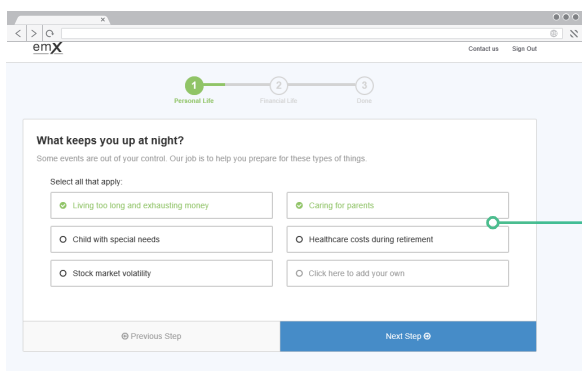 emX
Contact us Sign Out
1 2 3
Personal Life Financial Life Done
What keeps you up at night?
Some events are out of your control. Our job is to help you prepare for these types of things.
Select all that apply:
Living too long and exhausting money Caring for parents
Child with special needs Healthcare costs during retirement
Stock market volatility Click here to add your own
Previous Step Next Step